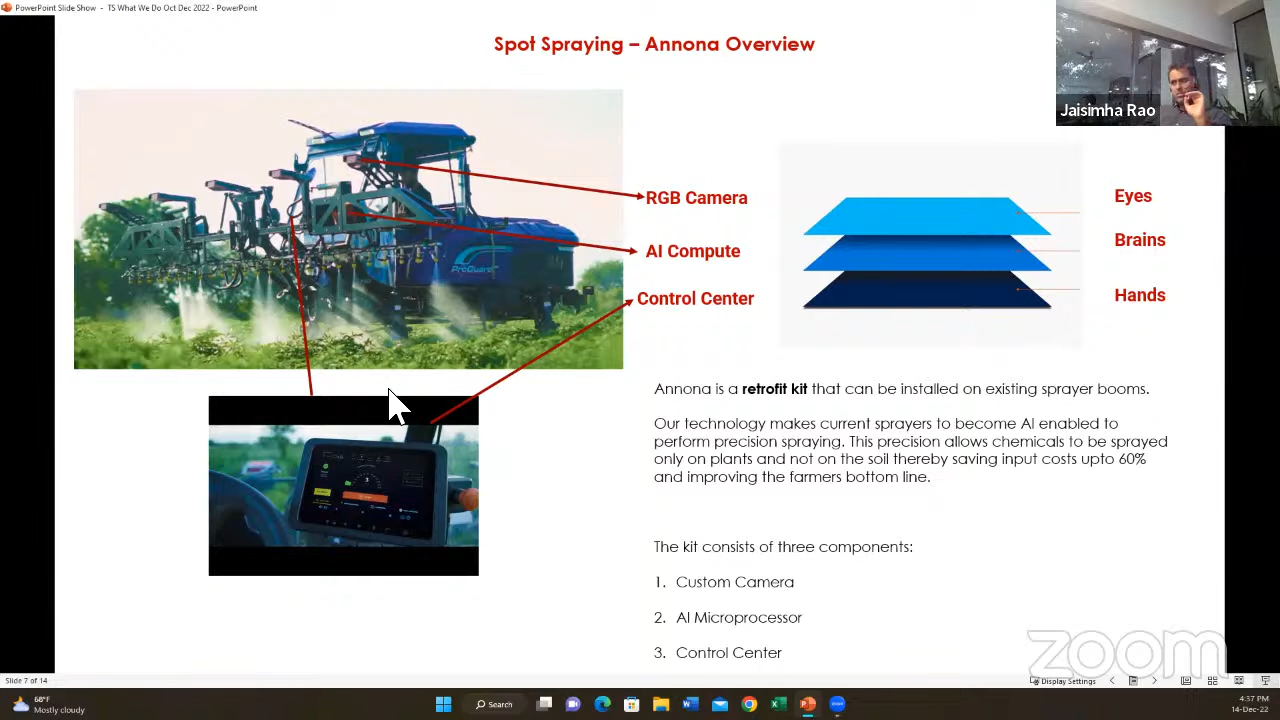 PowerPoint Slide Show - TS What We Do Oct Dec 2022 - PowerPoint
Spot Spraying – Annona Overview
Jaisimha Rao
RGB Camera
AI Compute
Control Center
ProGuard
Eyes
Brains
Hands
Annona is a retrofit kit that can be installed on existing sprayer booms.
Our technology makes current sprayers to become AI enabled to
perform precision spraying. This precision allows chemicals to be sprayed
only on plants and not on the soil thereby saving input costs upto 60%
and improving the farmers bottom line.
The kit consists of three components:
1. Custom Camera
2. AI Microprocessor
3. Control Center
zoom
Slide 7 of 14
Display Settings
68°F
Mostly cloudy
Search
4:37 PM
14-Dec-22